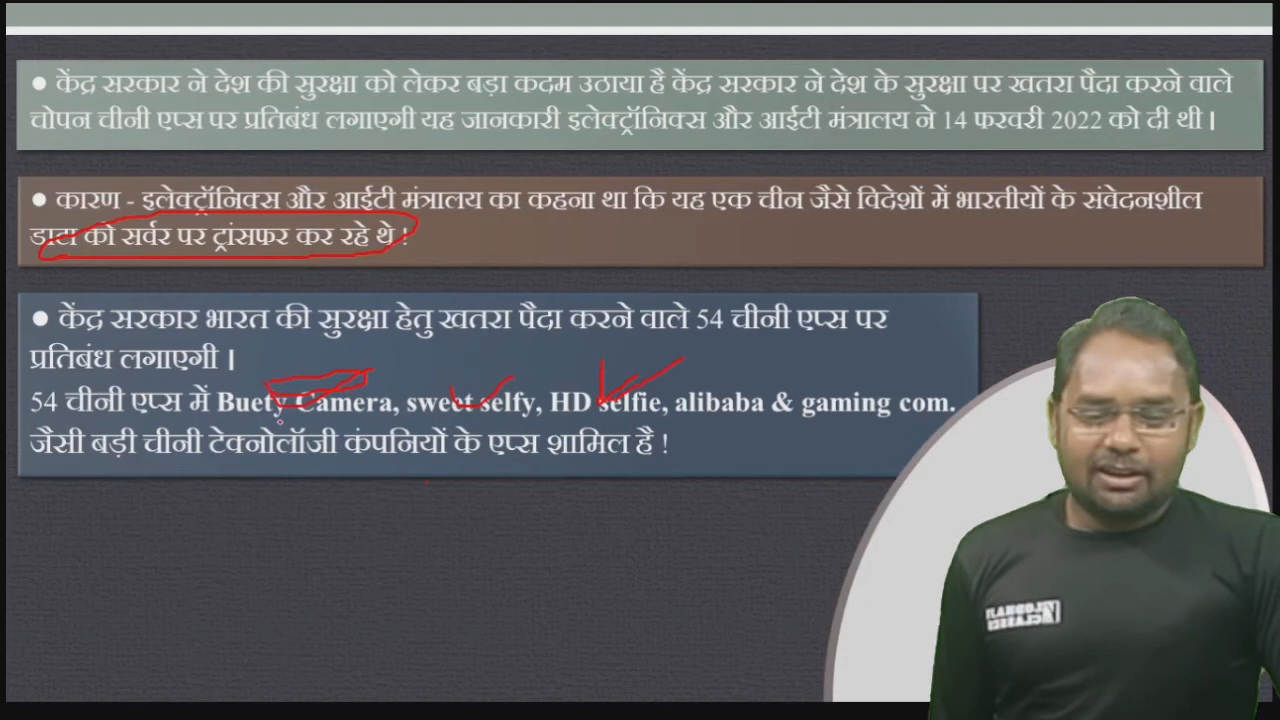 ● केंद्र सरकार ने देश की सुरक्षा को लेकर बड़ा कदम उठाया है केंद्र सरकार ने देश के सुरक्षा पर खतरा पैदा करने वाले
चोपन चीनी एप्स पर प्रतिबंध लगाएगी यह जानकारी इलेक्ट्रॉनिक्स और आईटी मंत्रालय ने 14 फरवरी 2022 को दी थी |
● कारण - इलेक्ट्रॉनिक्स और आईटी मंत्रालय का कहना था कि यह एक चीन जैसे विदेशों में भारतीयों के संवेदनशील
डाटा को सर्वर पर ट्रांसफर कर रहे थे !
● केंद्र सरकार भारत की सुरक्षा हेतु खतरा पैदा करने वाले 54 चीनी एप्स पर
प्रतिबंध लगाएगी |
54 चीनी एप्स में Buety Camera, sweet selfy, HD selfie, alibaba & gaming com.
जैसी बड़ी चीनी टेक्नोलॉजी कंपनियों के एप्स शामिल है !